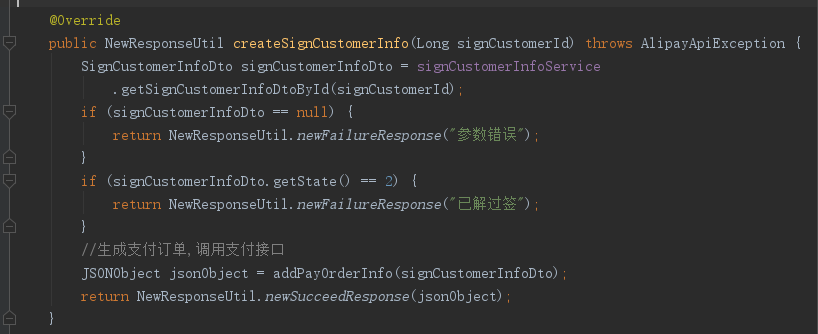 @Override
public NewResponseUtil createSignCustomerInfo(Long signCustomerId) throws AlipayApiException {
SignCustomerInfoDto signCustomerInfoDto = signCustomerInfoService
.getSignCustomerInfoDtoById(signCustomerId);
if (signCustomerInfoDto == null) {
return NewResponseUtil.newFailureResponse("参数错误");
}
if (signCustomerInfoDto.getState() == 2) {
return NewResponseUtil.newFailureResponse("已解过签");
}
//生成支付订单,调用支付接口
JSONObject jsonObject = addPayOrderInfo(signCustomerInfoDto);
return NewResponseUtil.newSucceedResponse(jsonObject);
}